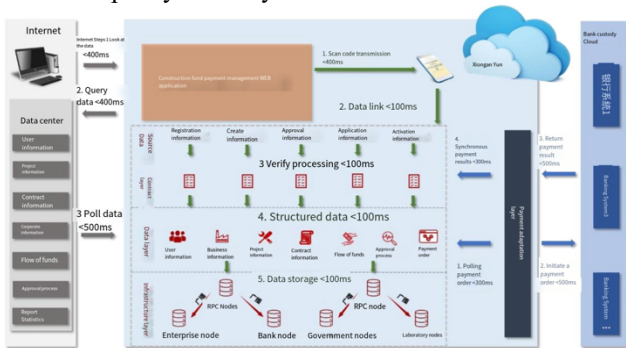 Internet
Internet Steps 1 Look at
the data
<400ms
2. Query
data <400ms
Data center
User
information
Project
information
Contract
information
Corporate
information
Flow of funds
Approval process
Report
Statistics
3 Poll data
<500ms
Construction fund payment management WEB
application
1. Scan code transmission
<400ms
Xiongan Yun
2. Data link <100ms
Source
Data
Registration
information
Create
information
Approval
information
Application
information
Activation
information
3 Verify processing <100ms
Contract
layer
4. Structured data <100ms
Data layer
User
information
Business
information
Project
information
Contract
information
Flow of funds
Approval
process
Payment
order
5. Data storage <100ms
Infrastructure layer
RPC Nodes
RPC node
Enterprise node
Bank node
Government nodes
Laboratory nodes
4.
Synchronous
payment
results <300ms
1. Polling
payment
order <300ms
Payment adaptation
layer
3. Return
payment
result
<500ms
2. Initiate a
payment
order <500ms
Bank custody
Cloud
银行系统1
Banking System
Banking System